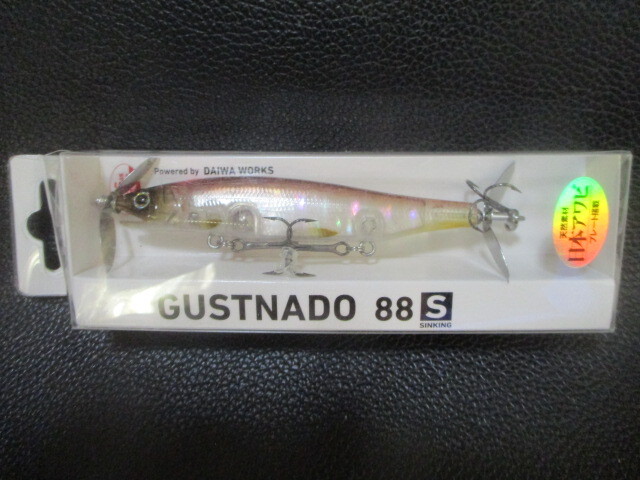 Powered by DAIWA WORKS
天然素材
日本アワビ
プレート搭載
GUSTNADO 88 S
SINKING